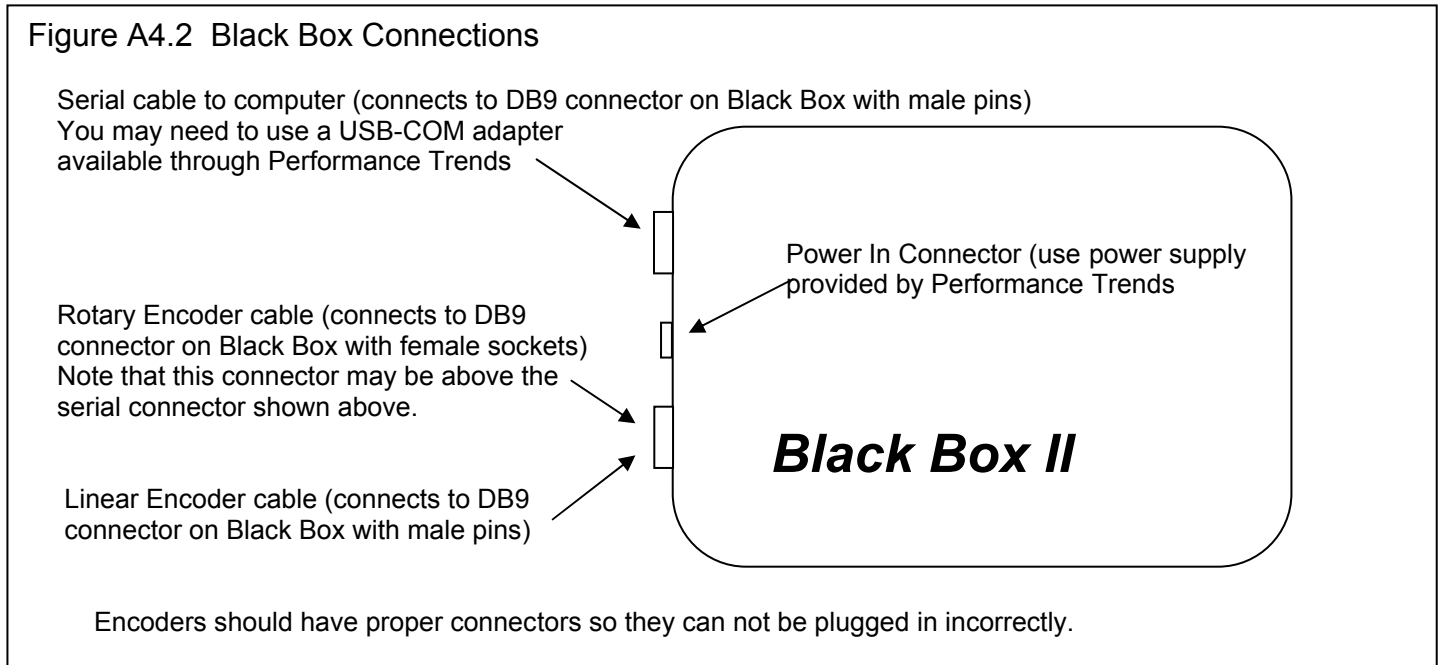 Figure A4.2  Black Box Connections
Serial cable to computer (connects to DB9 connector on Black Box with male pins)
You may need to use a USB-COM adapter
available through Performance Trends
Power In Connector (use power supply
provided by Performance Trends
Rotary Encoder cable (connects to DB9
connector on Black Box with female sockets)
Note that this connector may be above the
serial connector shown above.
Black Box II
Linear Encoder cable (connects to DB9
connector on Black Box with male pins)
Encoders should have proper connectors so they can not be plugged in incorrectly.